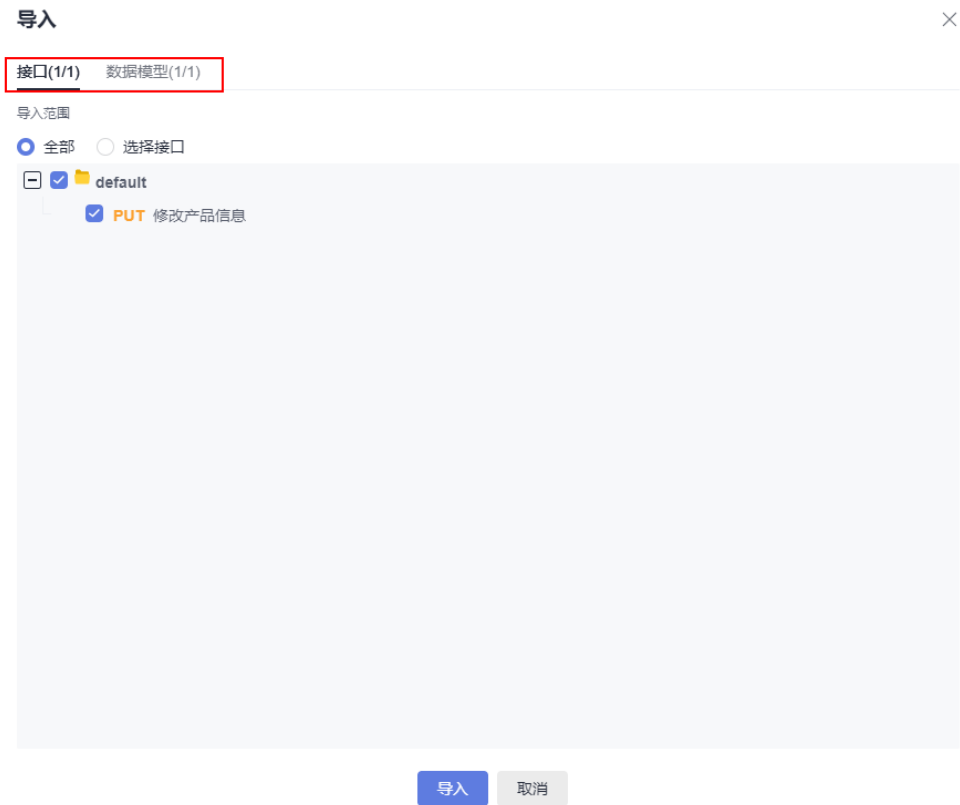 导入
接口(1/1) 数据模型(1/1)
导入范围
全部 选择接口
default
PUT 修改产品信息
导入 取消